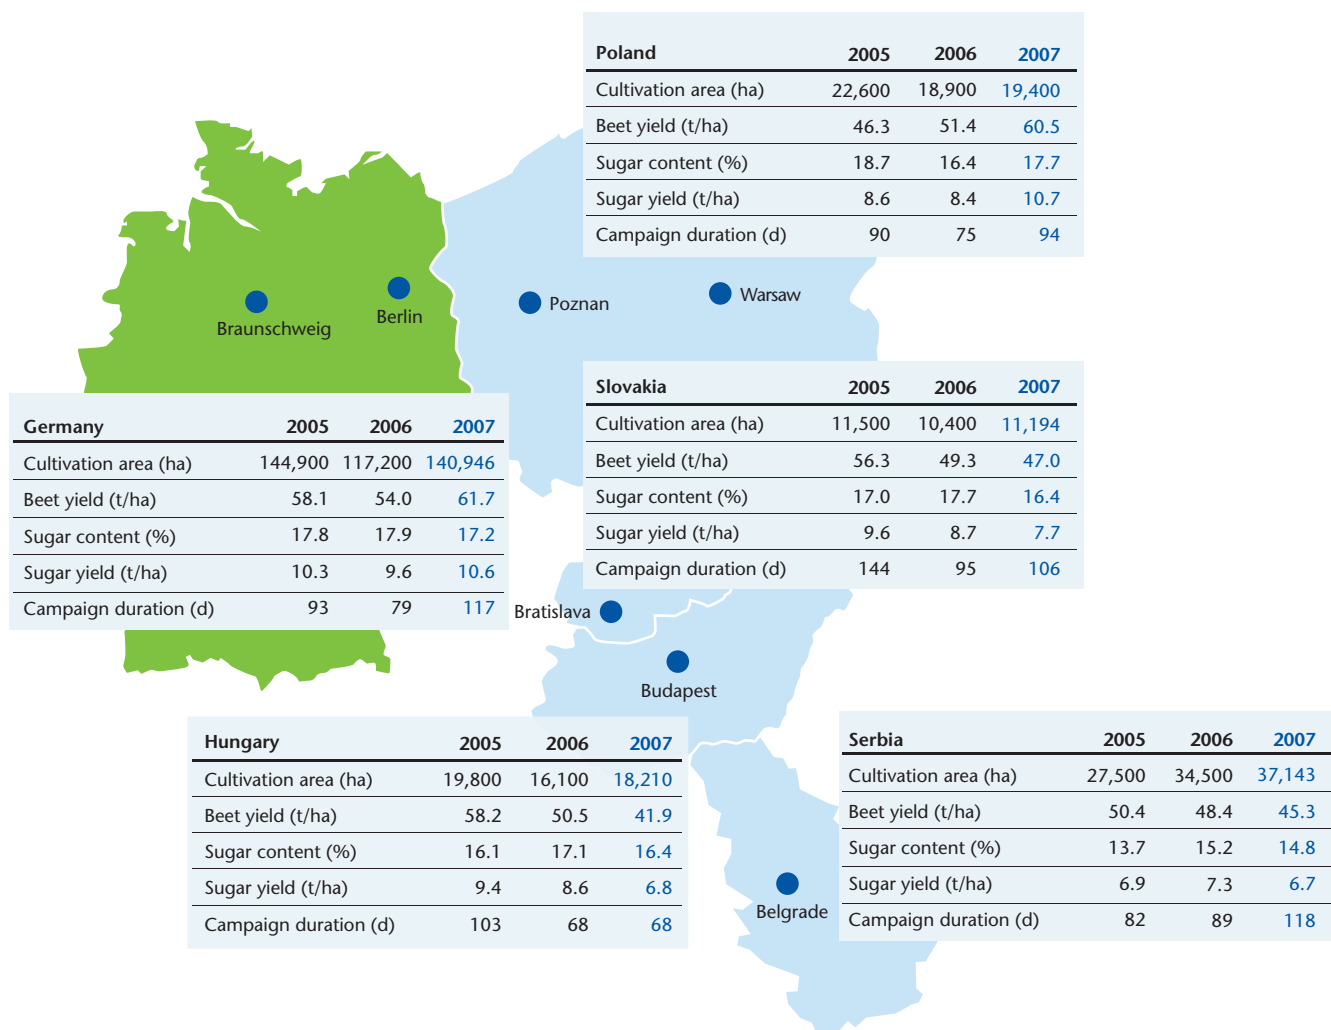 Poland 2005 2006 2007
Cultivation area (ha) 22,600 18,900 19,400
Beet yield (t/ha) 46.3 51.4 60.5
Sugar content (%) 18.7 16.4 17.7
Sugar yield (t/ha) 8.6 8.4 10.7
Campaign duration (d) 90 75 94
Braunschweig
Berlin
Poznan
Warsaw
Slovakia 2005 2006 2007
Cultivation area (ha) 11,500 10,400 11,194
Beet yield (t/ha) 56.3 49.3 47.0
Sugar content (%) 17.0 17.7 16.4
Sugar yield (t/ha) 9.6 8.7 7.7
Campaign duration (d) 144 95 106
Germany 2005 2006 2007
Cultivation area (ha) 144,900 117,200 140,946
Beet yield (t/ha) 58.1 54.0 61.7
Sugar content (%) 17.8 17.9 17.2
Sugar yield (t/ha) 10.3 9.6 10.6
Campaign duration (d) 93 79 117
Bratislava
Budapest
Hungary 2005 2006 2007
Cultivation area (ha) 19,800 16,100 18,210
Beet yield (t/ha) 58.2 50.5 41.9
Sugar content (%) 16.1 17.1 16.4
Sugar yield (t/ha) 9.4 8.6 6.8
Campaign duration (d) 103 68 68
Serbia 2005 2006 2007
Cultivation area (ha) 27,500 34,500 37,143
Beet yield (t/ha) 50.4 48.4 45.3
Sugar content (%) 13.7 15.2 14.8
Sugar yield (t/ha) 6.9 7.3 6.7
Campaign duration (d) 82 89 118
Belgrade